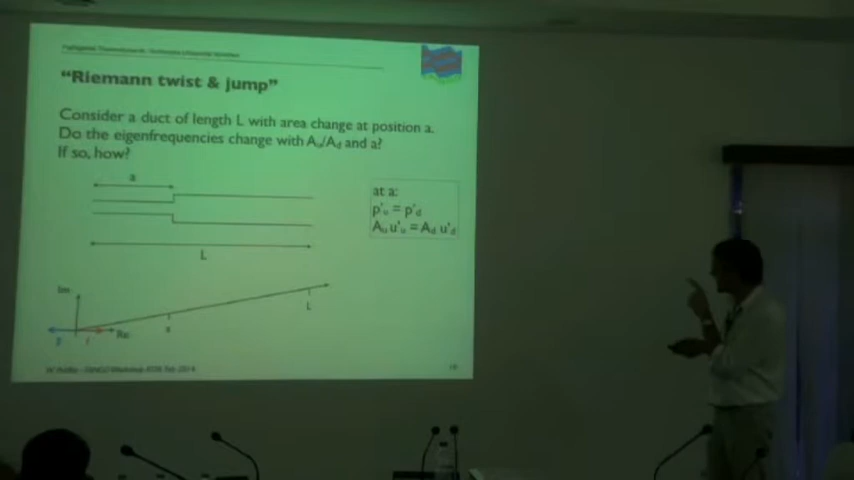 "Riemann twist & jump"
Consider a duct of length L with area change at position a.
Do the eigenfrequencies change with Au/Ad and a?
If so, how?
a
at a:
p'u = p'd
Au u'u = Ad u'd
L
Im
L
a
Re
g f